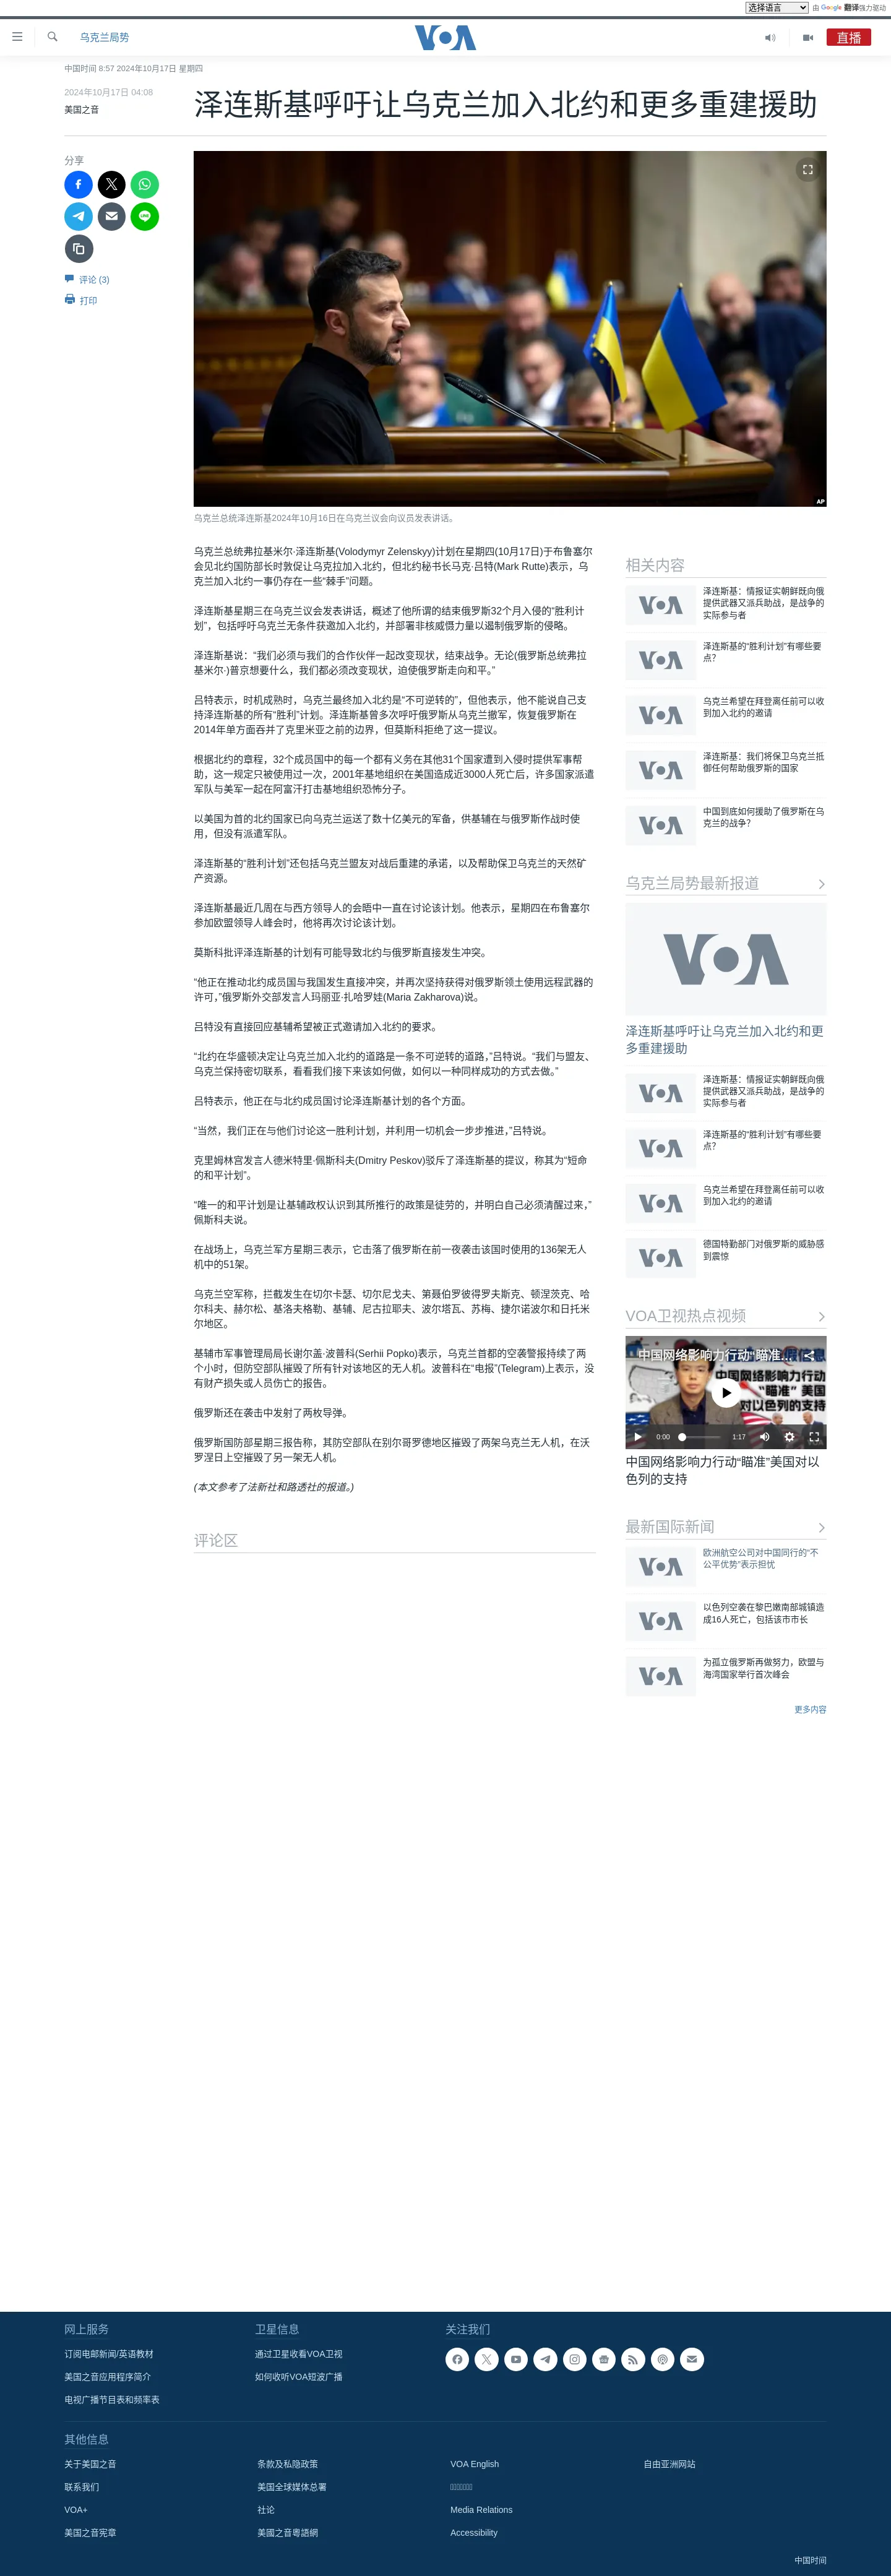 选择语言 由 Google 翻译强力驱动
乌克兰局势
VOA
直播
中国时间 8:57 2024年10月17日 星期四
2024年10月17日 04:08
美国之音
泽连斯基呼吁让乌克兰加入北约和更多重建援助
分享
评论 (3)
打印
AP
乌克兰总统泽连斯基2024年10月16日在乌克兰议会向议员发表讲话。
乌克兰总统弗拉基米尔·泽连斯基(Volodymyr Zelenskyy)计划在星期四(10月17日)于布鲁塞尔
会见北约国防部长时敦促让乌克拉加入北约，但北约秘书长马克·吕特(Mark Rutte)表示，乌
克兰加入北约一事仍存在一些“棘手”问题。
泽连斯基星期三在乌克兰议会发表讲话，概述了他所谓的结束俄罗斯32个月入侵的“胜利计
划”，包括呼吁乌克兰无条件获邀加入北约，并部署非核威慑力量以遏制俄罗斯的侵略。
泽连斯基说：“我们必须与我们的合作伙伴一起改变现状，结束战争。无论(俄罗斯总统弗拉
基米尔·)普京想要什么，我们都必须改变现状，迫使俄罗斯走向和平。”
吕特表示，时机成熟时，乌克兰最终加入北约是“不可逆转的”，但他表示，他不能说自己支
持泽连斯基的所有“胜利”计划。泽连斯基曾多次呼吁俄罗斯从乌克兰撤军，恢复俄罗斯在
2014年单方面吞并了克里米亚之前的边界，但莫斯科拒绝了这一提议。
根据北约的章程，32个成员国中的每一个都有义务在其他31个国家遭到入侵时提供军事帮
助，这一规定只被使用过一次，2001年基地组织在美国造成近3000人死亡后，许多国家派遣
军队与美军一起在阿富汗打击基地组织恐怖分子。
以美国为首的北约国家已向乌克兰运送了数十亿美元的军备，供基辅在与俄罗斯作战时使
用，但没有派遣军队。
泽连斯基的“胜利计划”还包括乌克兰盟友对战后重建的承诺，以及帮助保卫乌克兰的天然矿
产资源。
泽连斯基最近几周在与西方领导人的会晤中一直在讨论该计划。他表示，星期四在布鲁塞尔
参加欧盟领导人峰会时，他将再次讨论该计划。
莫斯科批评泽连斯基的计划有可能导致北约与俄罗斯直接发生冲突。
“他正在推动北约成员国与我国发生直接冲突，并再次坚持获得对俄罗斯领土使用远程武器的
许可，”俄罗斯外交部发言人玛丽亚·扎哈罗娃(Maria Zakharova)说。
吕特没有直接回应基辅希望被正式邀请加入北约的要求。
“北约在华盛顿决定让乌克兰加入北约的道路是一条不可逆转的道路，”吕特说。“我们与盟友、
乌克兰保持密切联系，看看我们接下来该如何做，如何以一种同样成功的方式去做。”
吕特表示，他正在与北约成员国讨论泽连斯基计划的各个方面。
“当然，我们正在与他们讨论这一胜利计划，并利用一切机会一步步推进，”吕特说。
克里姆林宫发言人德米特里·佩斯科夫(Dmitry Peskov)驳斥了泽连斯基的提议，称其为“短命
的和平计划”。
“唯一的和平计划是让基辅政权认识到其所推行的政策是徒劳的，并明白自己必须清醒过来，”
佩斯科夫说。
在战场上，乌克兰军方星期三表示，它击落了俄罗斯在前一夜袭击该国时使用的136架无人
机中的51架。
乌克兰空军称，拦截发生在切尔卡瑟、切尔尼戈夫、第聂伯罗彼得罗夫斯克、顿涅茨克、哈
尔科夫、赫尔松、基洛夫格勒、基辅、尼古拉耶夫、波尔塔瓦、苏梅、捷尔诺波尔和日托米
尔地区。
基辅市军事管理局局长谢尔盖·波普科(Serhii Popko)表示，乌克兰首都的空袭警报持续了两
个小时，但防空部队摧毁了所有针对该地区的无人机。波普科在“电报”(Telegram)上表示，没
有财产损失或人员伤亡的报告。
俄罗斯还在袭击中发射了两枚导弹。
俄罗斯国防部星期三报告称，其防空部队在别尔哥罗德地区摧毁了两架乌克兰无人机，在沃
罗涅日上空摧毁了另一架无人机。
(本文参考了法新社和路透社的报道。)
评论区
相关内容
泽连斯基：情报证实朝鲜既向俄
提供武器又派兵助战，是战争的
实际参与者
泽连斯基的“胜利计划”有哪些要
点？
乌克兰希望在拜登离任前可以收
到加入北约的邀请
泽连斯基：我们将保卫乌克兰抵
御任何帮助俄罗斯的国家
中国到底如何援助了俄罗斯在乌
克兰的战争？
乌克兰局势最新报道
VOA
泽连斯基呼吁让乌克兰加入北约和更
多重建援助
泽连斯基：情报证实朝鲜既向俄
提供武器又派兵助战，是战争的
实际参与者
泽连斯基的“胜利计划”有哪些要
点？
乌克兰希望在拜登离任前可以收
到加入北约的邀请
德国特勤部门对俄罗斯的威胁感
到震惊
VOA卫视热点视频
中国网络影响力行动“瞄准...
中国网络影响力行动
“瞄准”美国
对以色列的支持
0:00 1:17
中国网络影响力行动“瞄准”美国对以
色列的支持
最新国际新闻
欧洲航空公司对中国同行的“不
公平优势”表示担忧
以色列空袭在黎巴嫩南部城镇造
成16人死亡，包括该市市长
为孤立俄罗斯再做努力，欧盟与
海湾国家举行首次峰会
更多内容
网上服务
订阅电邮新闻/英语教材
美国之音应用程序简介
电视广播节目表和频率表
卫星信息
通过卫星收看VOA卫视
如何收听VOA短波广播
关注我们
其他信息
关于美国之音
联系我们
VOA+
美国之音宪章
条款及私隐政策
美国全球媒体总署
社论
美國之音粵語網
VOA English
Media Relations
Accessibility
自由亚洲网站
中国时间